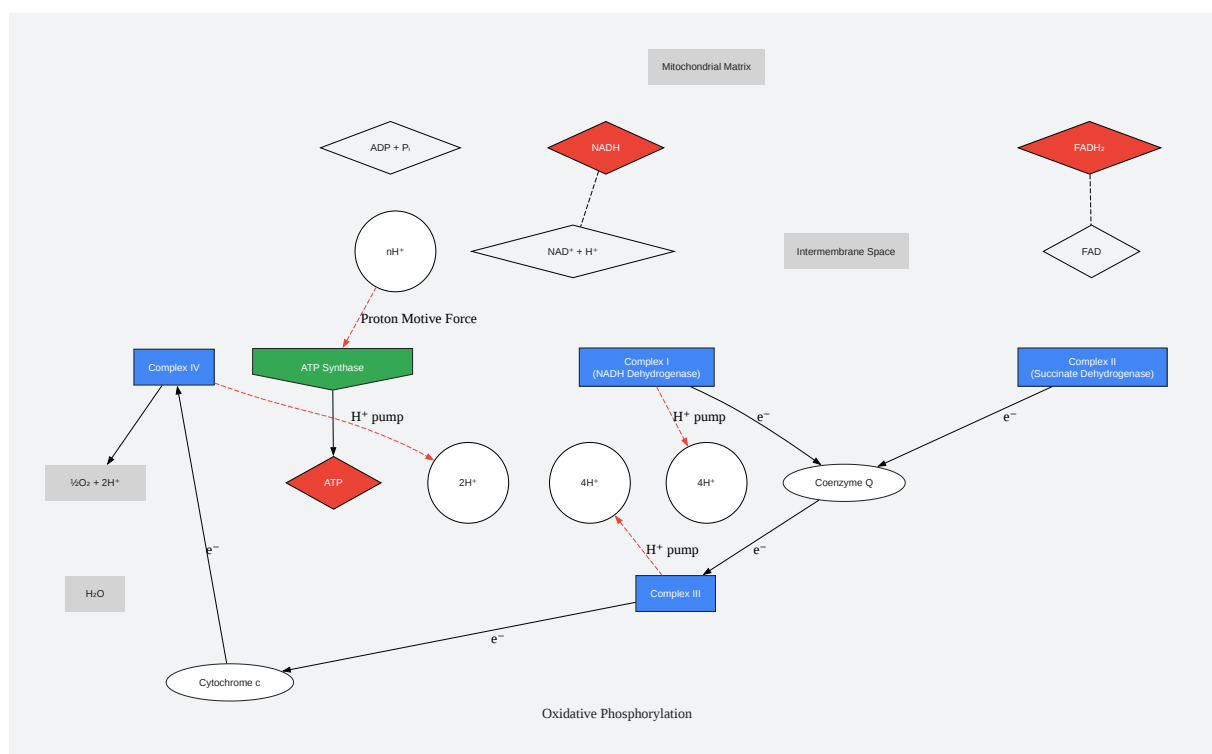 Mitochondrial Matrix
ADP + Pᵢ
NADH
FADH₂
nH⁺
NAD⁺ + H⁺
Intermembrane Space
FAD
Proton Motive Force
Complex IV
ATP Synthase
Complex I
(NADH Dehydrogenase)
Complex II
(Succinate Dehydrogenase)
H⁺ pump
H⁺ pump
e⁻
e⁻
½O₂ + 2H⁺
ATP
2H⁺
4H⁺
4H⁺
Coenzyme Q
e⁻
H⁺ pump
e⁻
H₂O
Complex III
e⁻
Cytochrome c
Oxidative Phosphorylation